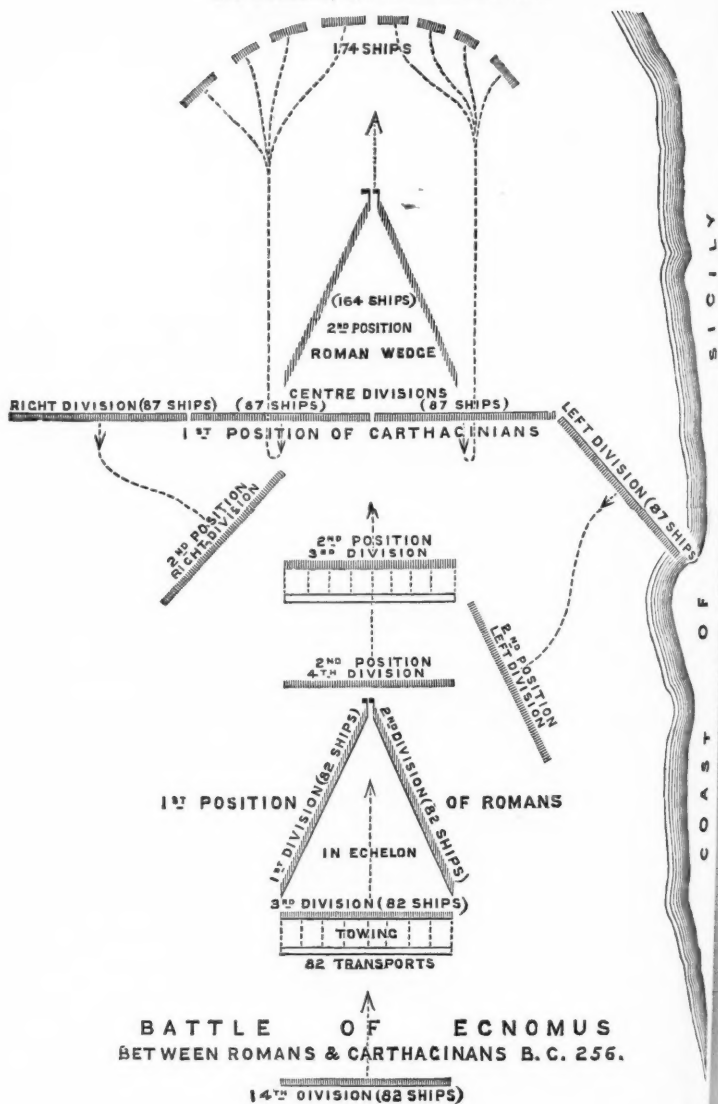 174 SHIPS
(164 SHIPS)
2ND POSITION
ROMAN WEDGE
CENTRE DIVISIONS
RIGHT DIVISION (87 SHIPS) (87 SHIPS) (87 SHIPS)
LEFT DIVISION (87 SHIPS)
1ST POSITION OF CARTHAGINIANS
2ND POSITION
RIGHT DIVISION
2ND POSITION
3RD DIVISION
2ND POSITION
LEFT DIVISION
2ND POSITION
4TH DIVISION
1ST DIVISION (82 SHIPS)
2ND DIVISION (82 SHIPS)
1ST POSITION OF ROMANS
IN ECHELON
3RD DIVISION (82 SHIPS)
TOWING
82 TRANSPORTS
COAST OF SICILY
BATTLE OF ECNOMUS
BETWEEN ROMANS & CARTHAGINANS B.C. 256.
14TH DIVISION (82 SHIPS)